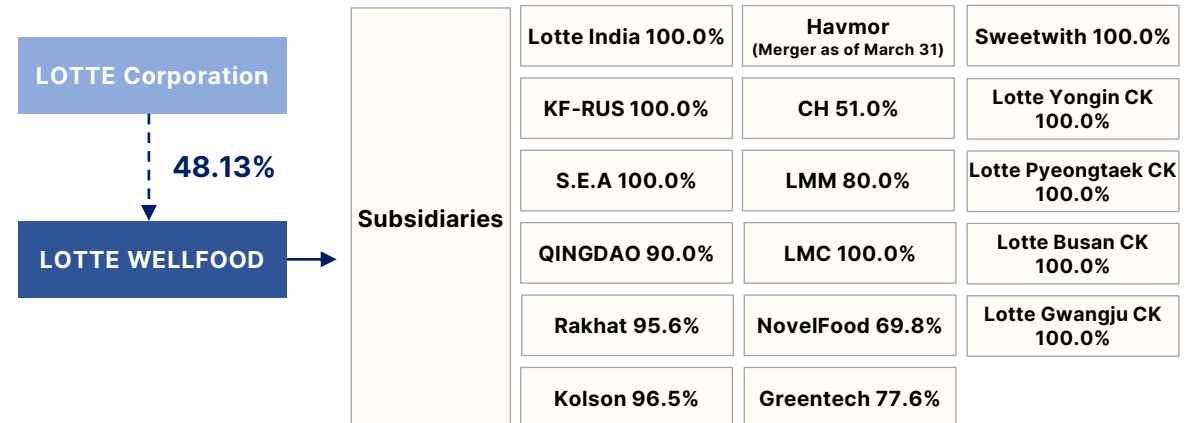 LOTTE Corporation
48.13%
LOTTE WELLFOOD
Subsidiaries
Lotte India 100.0%
KF-RUS 100.0%
S.E.A 100.0%
QINGDAO 90.0%
Rakhat 95.6%
Kolson 96.5%
Havmor
(Merger as of March 31)
CH 51.0%
LMM 80.0%
LMC 100.0%
NovelFood 69.8%
Greentech 77.6%
Sweetwith 100.0%
Lotte Yongin CK
100.0%
Lotte Pyeongtaek CK
100.0%
Lotte Busan CK
100.0%
Lotte Gwangju CK
100.0%